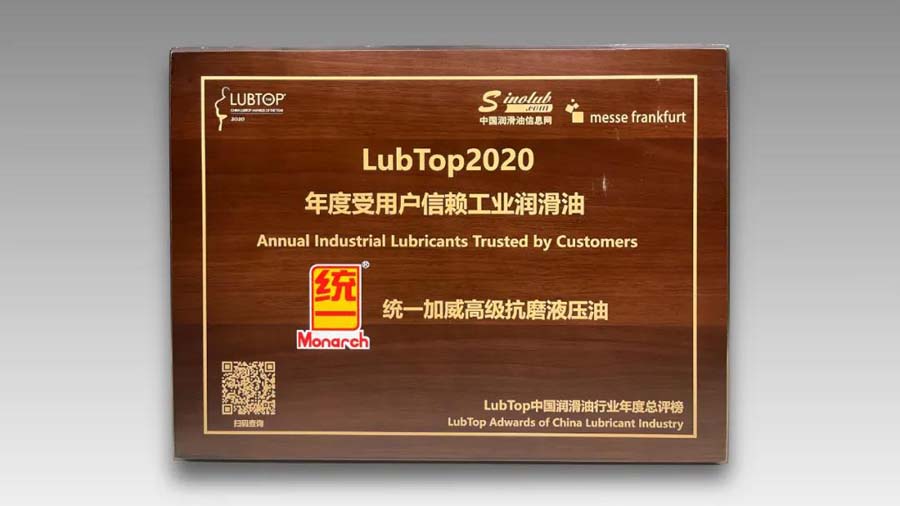 LUBTOP
2020
Sinolub
.com
中国润滑油信息网
messe frankfurt
LubTop2020
年度受用户信赖工业润滑油
Annual Industrial Lubricants Trusted by Customers
统一
®
Monarch
统一加威高级抗磨液压油
扫码查询
LubTop中国润滑油行业年度总评榜
LubTop Adwards of China Lubricant Industry